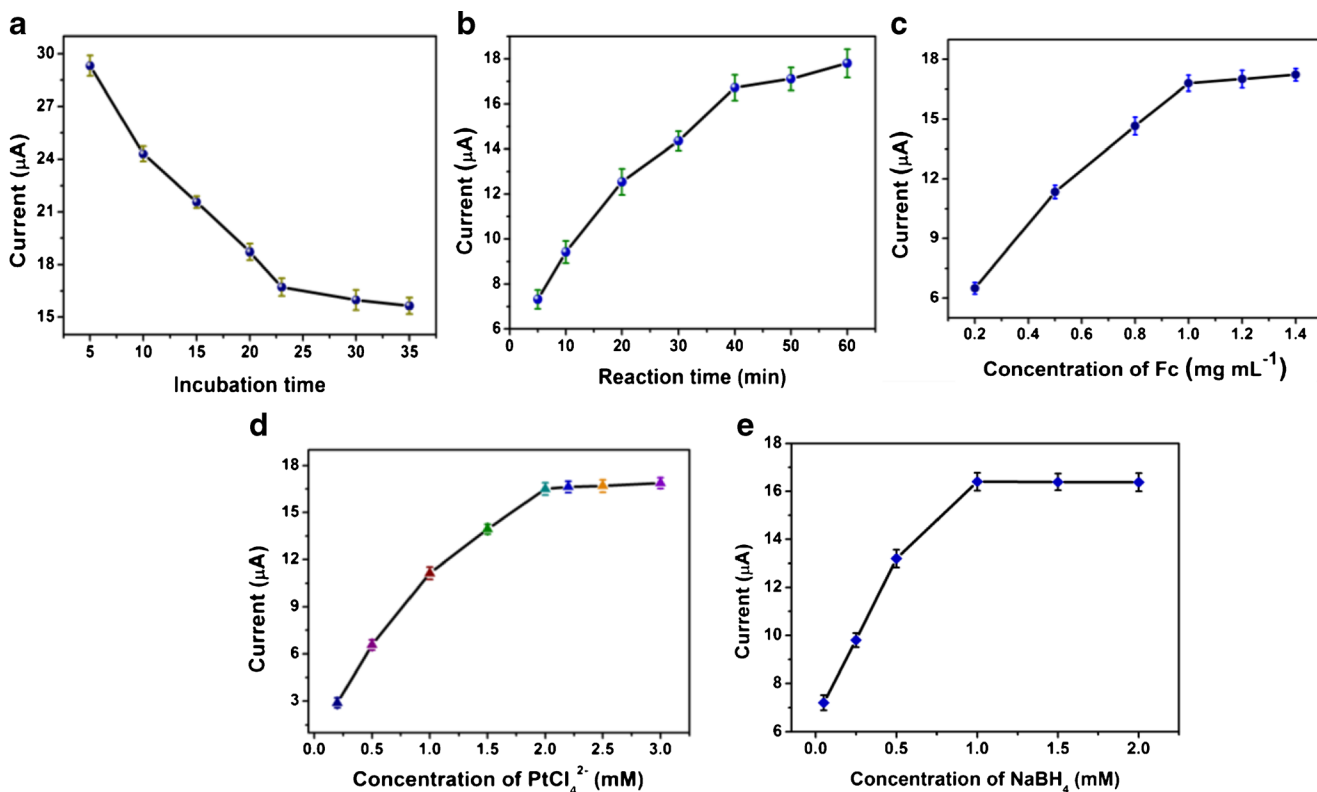 a
30
27
24
21
18
15
Current (μA)
5 10 15 20 25 30 35
Incubation time
b
18
16
14
12
10
8
6
Current (μA)
0 10 20 30 40 50 60
Reaction time (min)
c
18
15
12
9
6
Current (μA)
0.2 0.4 0.6 0.8 1.0 1.2 1.4
Concentration of Fc (mg mL⁻¹)
d
18
15
12
9
6
3
Current (μA)
0.0 0.5 1.0 1.5 2.0 2.5 3.0
Concentration of PtCl₄²⁻ (mM)
e
18
16
14
12
10
8
6
Current (μA)
0.0 0.5 1.0 1.5 2.0
Concentration of NaBH₄ (mM)